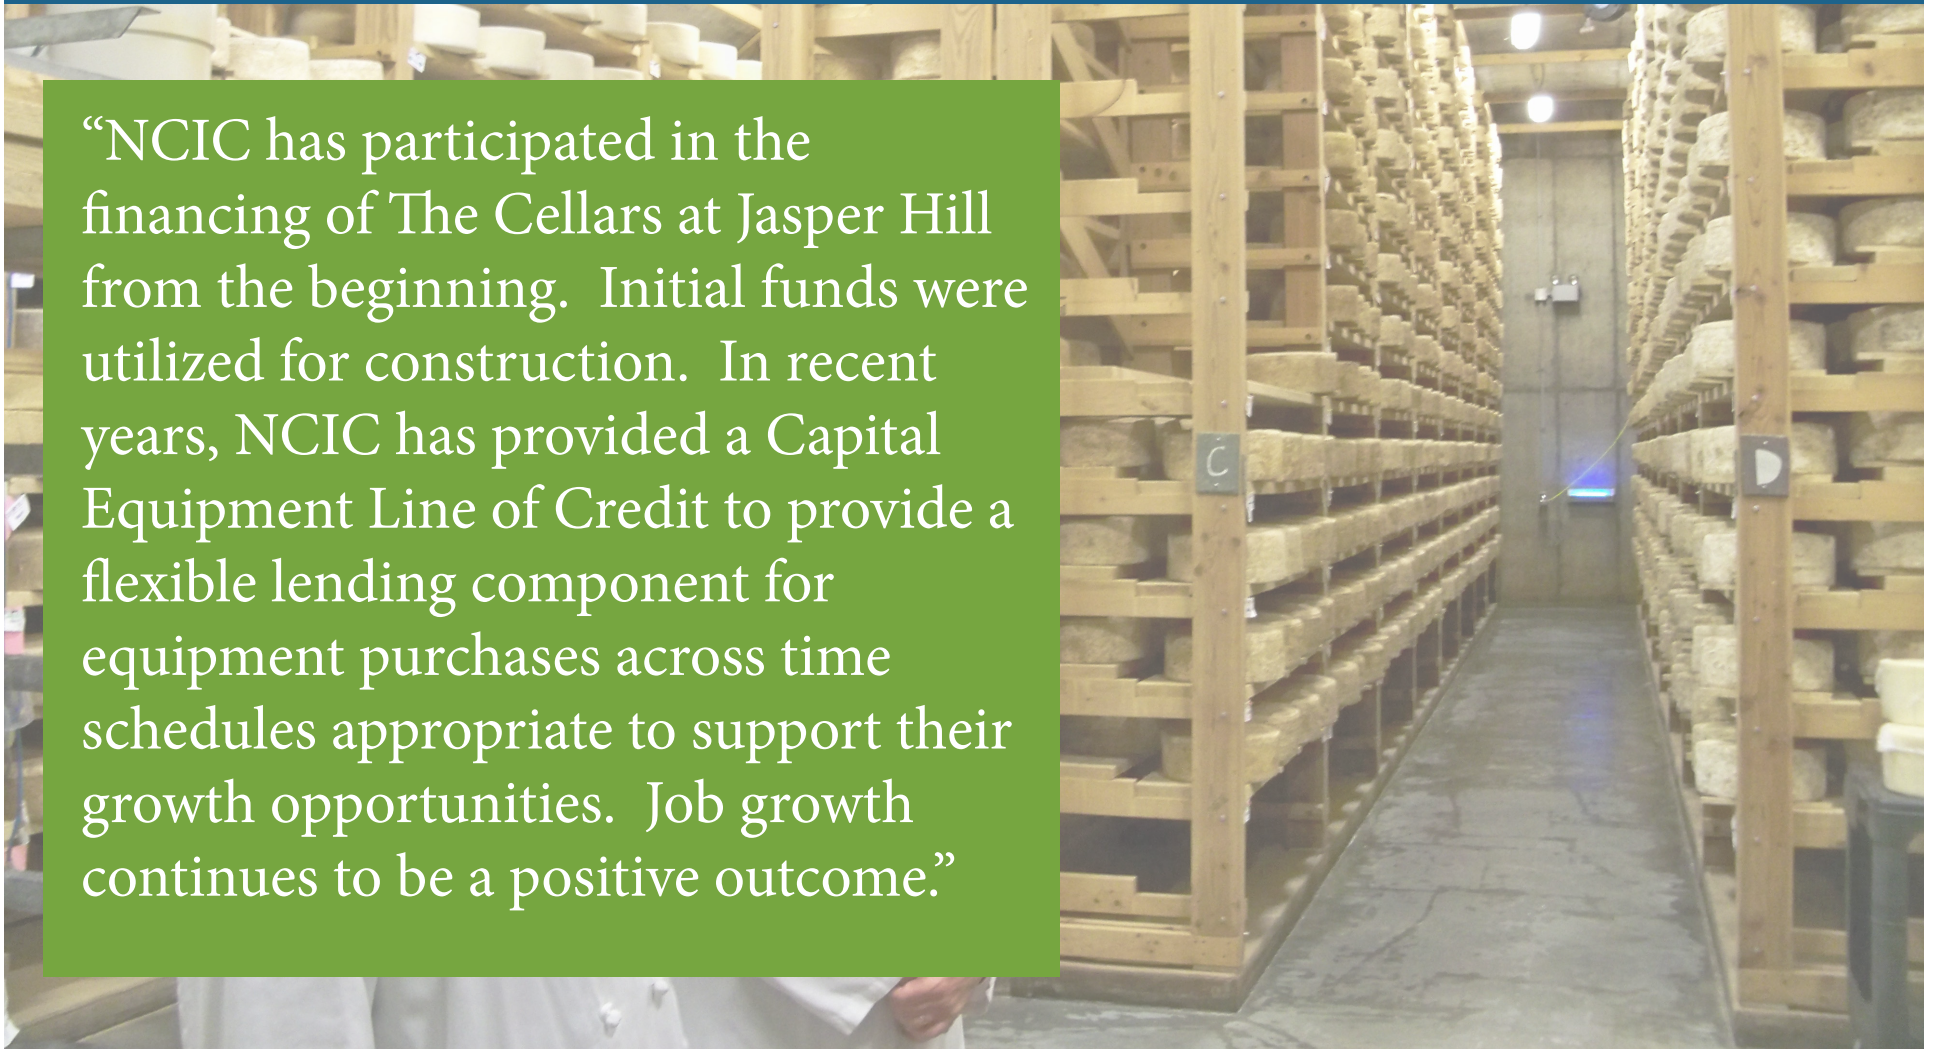 “NCIC has participated in the
financing of The Cellars at Jasper Hill
from the beginning.  Initial funds were
utilized for construction.  In recent
years, NCIC has provided a Capital
Equipment Line of Credit to provide a
flexible lending component for
equipment purchases across time
schedules appropriate to support their
growth opportunities.  Job growth
continues to be a positive outcome.”
C
D